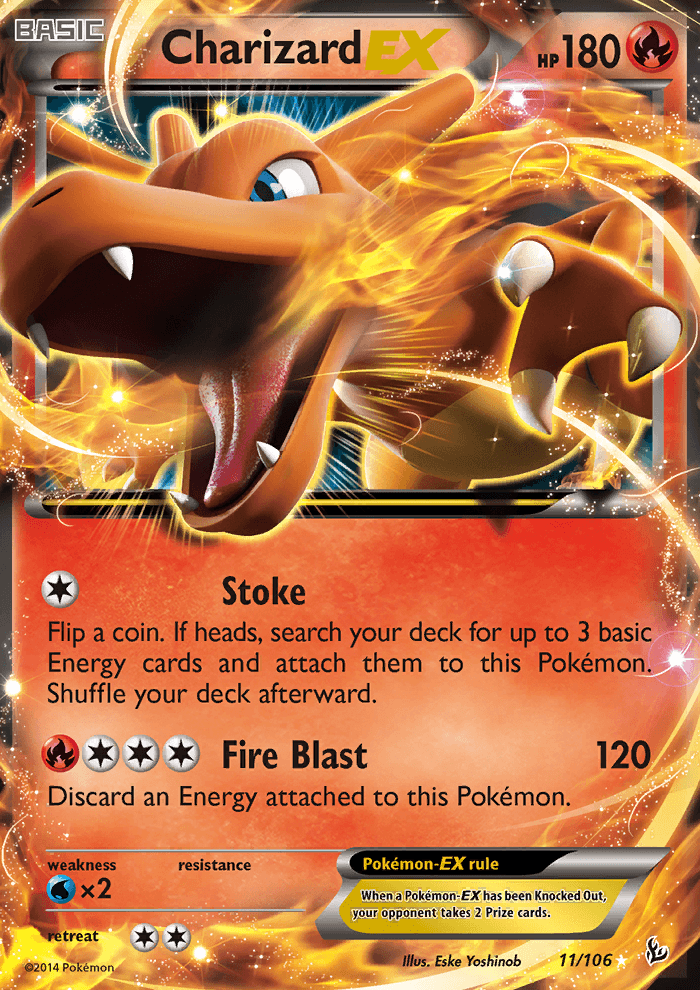 BASIC
Charizard EX HP180
Stoke
Flip a coin. If heads, search your deck for up to 3 basic
Energy cards and attach them to this Pokémon.
Shuffle your deck afterward.
Fire Blast 120
Discard an Energy attached to this Pokémon.
weakness resistance
×2
Pokémon-EX rule
When a Pokémon-EX has been Knocked Out,
your opponent takes 2 Prize cards.
retreat
©2014 Pokémon
Illus. Eske Yoshinob
11/106